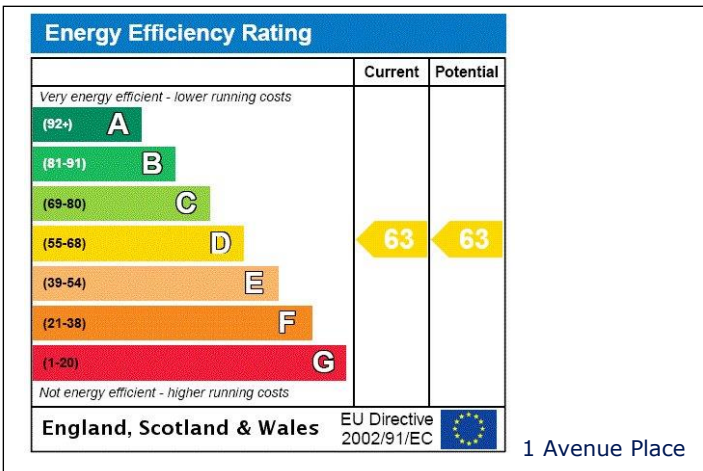 Energy Efficiency Rating
Current Potential
Very energy efficient - lower running costs
(92+) A
(81-91) B
(69-80) C
(55-68) D 63 63
(39-54) E
(21-38) F
(1-20) G
Not energy efficient - higher running costs
England, Scotland & Wales
EU Directive
2002/91/EC
1 Avenue Place